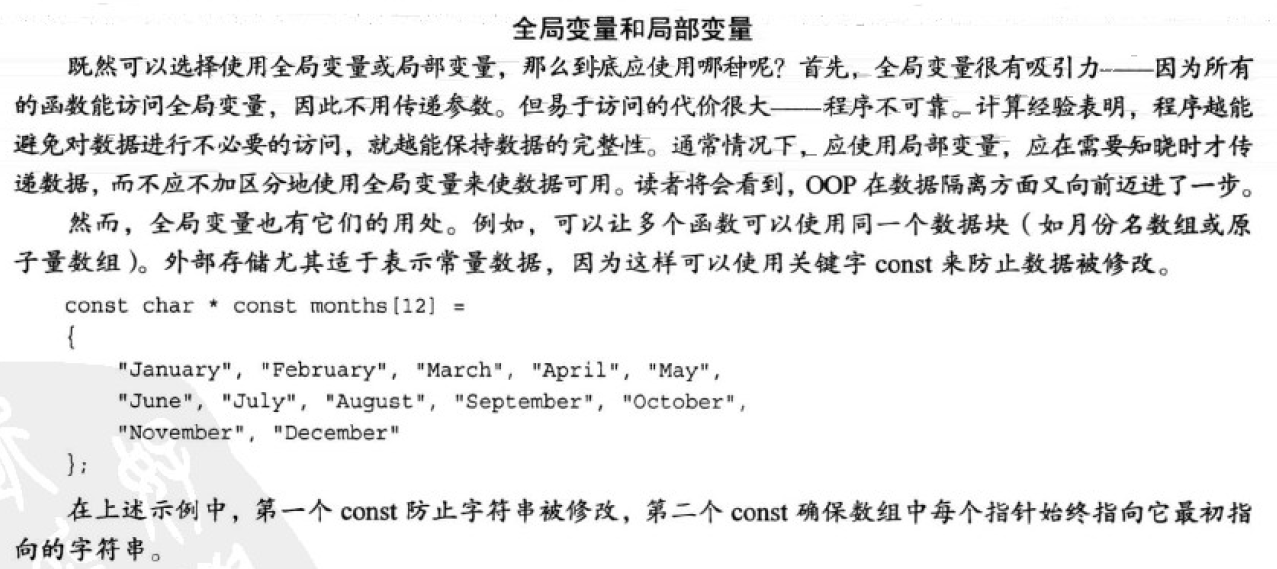 全局变量和局部变量
既然可以选择使用全局变量或局部变量，那么到底应使用哪种呢？首先，全局变量很有吸引力——因为所有
的函数能访问全局变量，因此不用传递参数。但易于访问的代价很大——程序不可靠。计算经验表明，程序越能
避免对数据进行不必要的访问，就越能保持数据的完整性。通常情况下，应使用局部变量，应在需要知晓时才传
递数据，而不应不加区分地使用全局变量来使数据可用。读者将会看到，OOP 在数据隔离方面又向前迈进了一步。
然而，全局变量也有它们的用处。例如，可以让多个函数可以使用同一个数据块（如月份名数组或原
子量数组）。外部存储尤其适于表示常量数据，因为这样可以使用关键字 const 来防止数据被修改。
const char * const months[12] =
{
"January", "February", "March", "April", "May",
"June", "July", "August", "September", "October",
"November", "December"
};
在上述示例中，第一个 const 防止字符串被修改，第二个 const 确保数组中每个指针始终指向它最初指
向的字符串。